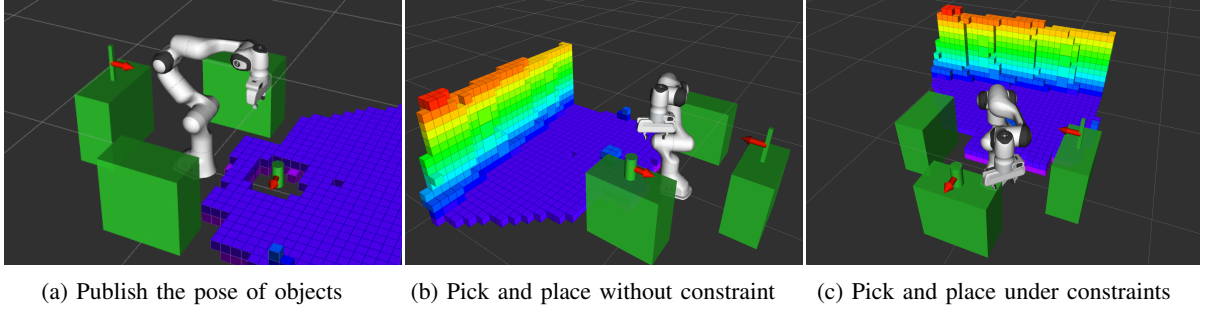 (a) Publish the pose of objects
(b) Pick and place without constraint
(c) Pick and place under constraints